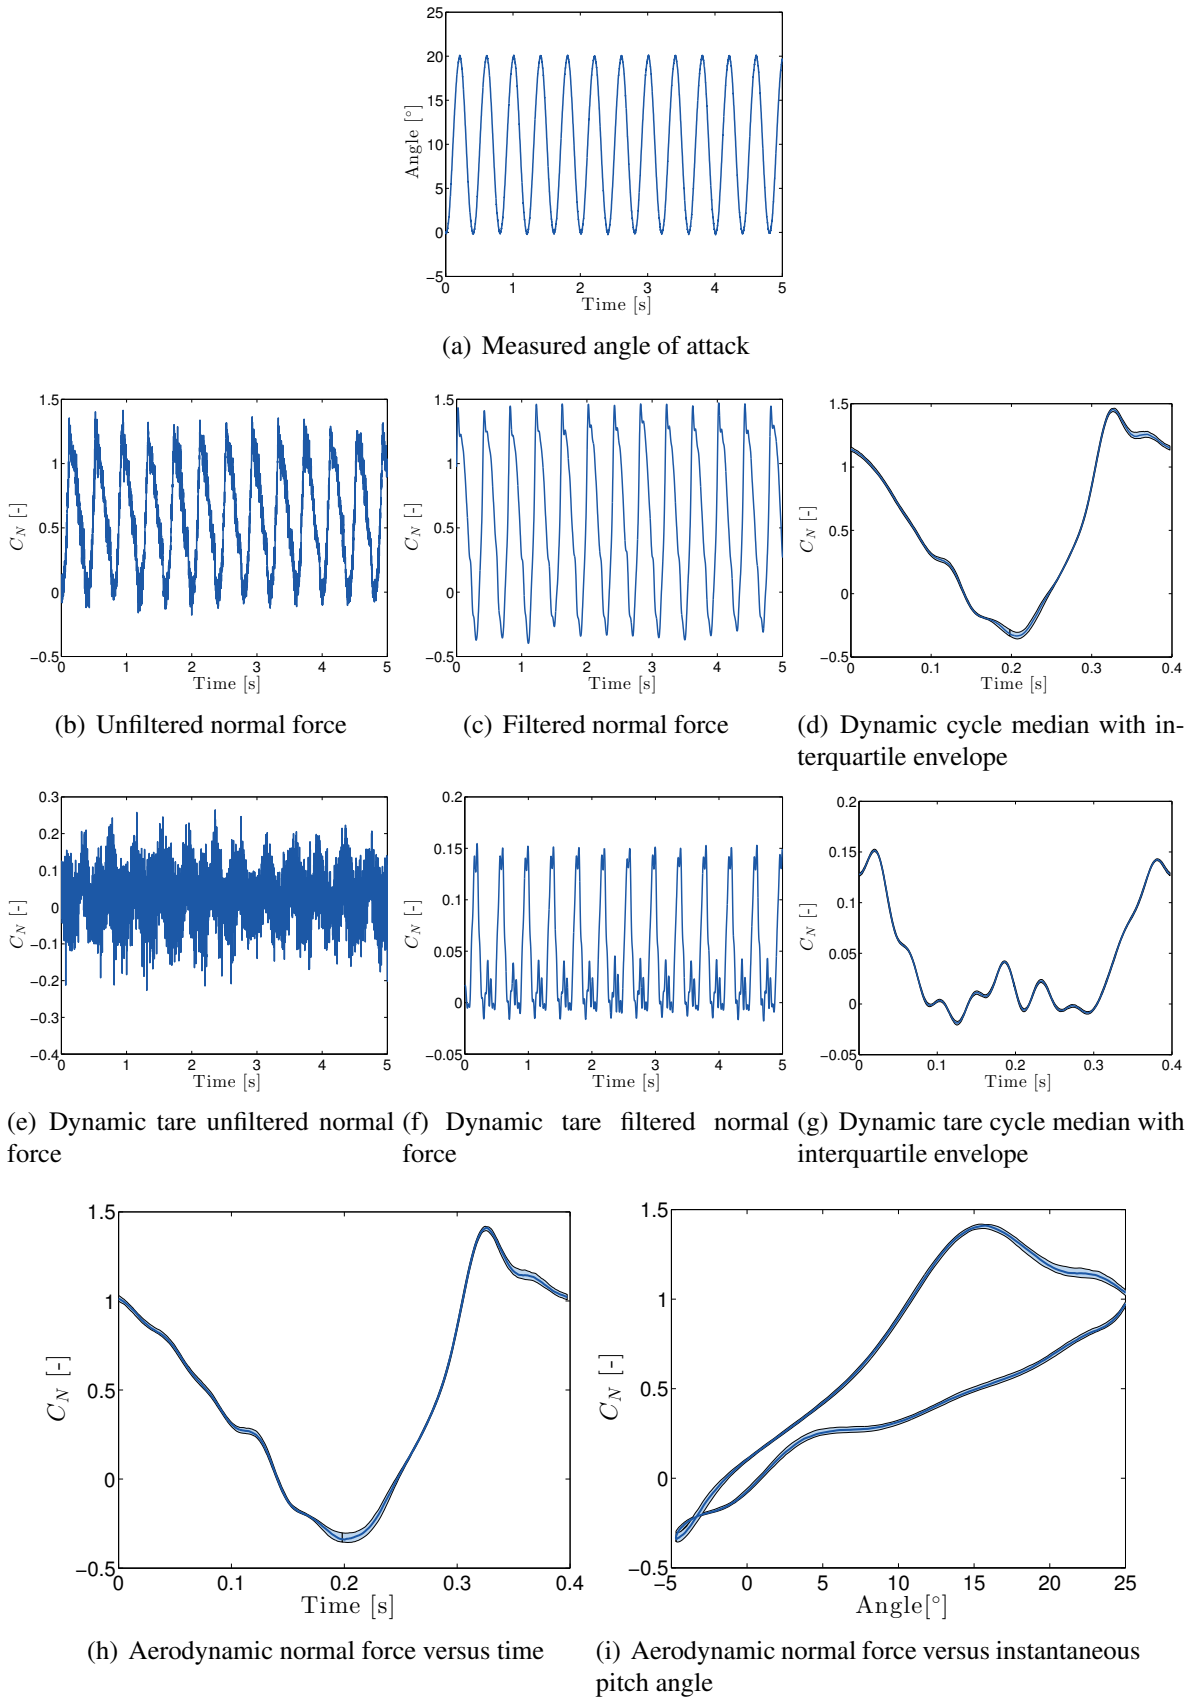 25
20
15
10
5
0
−5
Angle [°]
0 1 2 3 4 5
Time [s]
(a) Measured angle of attack
1.5
1
0.5
0
−0.5
C_N [-]
0 1 2 3 4 5
Time [s]
(b) Unfiltered normal force
1.5
1
0.5
0
−0.5
C_N [-]
0 1 2 3 4 5
Time [s]
(c) Filtered normal force
1.5
1
0.5
0
−0.5
C_N [-]
0 0.1 0.2 0.3 0.4
Time [s]
(d) Dynamic cycle median with in-
terquartile envelope
0.3
0.2
0.1
0
−0.1
−0.2
−0.3
−0.4
C_N [-]
0 1 2 3 4 5
Time [s]
(e) Dynamic tare unfiltered normal
force
0.2
0.15
0.1
0.05
0
−0.05
C_N [-]
0 1 2 3 4 5
Time [s]
(f) Dynamic tare filtered normal
force
0.2
0.15
0.1
0.05
0
−0.05
C_N [-]
0 0.1 0.2 0.3 0.4
Time [s]
(g) Dynamic tare cycle median with
interquartile envelope
1.5
1
0.5
0
−0.5
C_N [-]
0 0.1 0.2 0.3 0.4
Time [s]
(h) Aerodynamic normal force versus time
1.5
1
0.5
0
−0.5
C_N [-]
−5 0 5 10 15 20 25
Angle[°]
(i) Aerodynamic normal force versus instantaneous
pitch angle